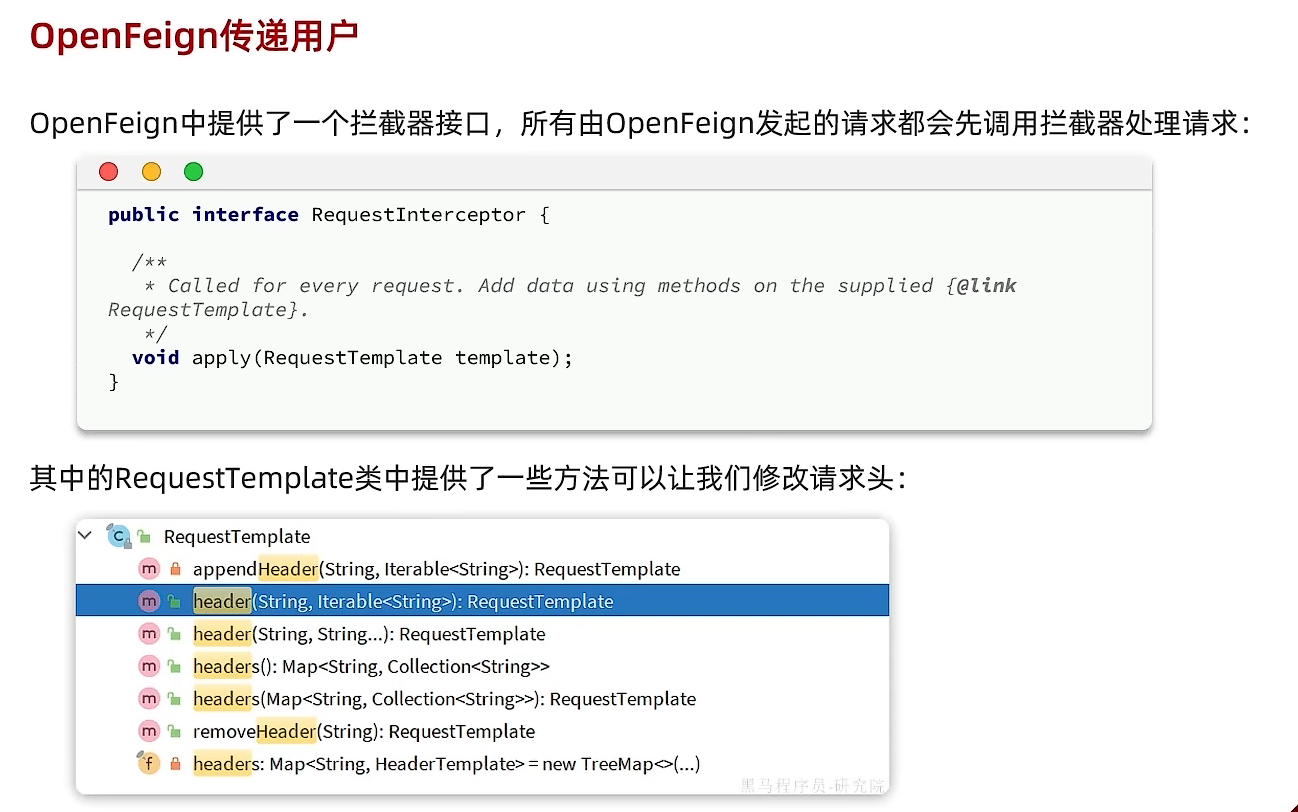 OpenFeign传递用户
OpenFeign中提供了一个拦截器接口，所有由OpenFeign发起的请求都会先调用拦截器处理请求：
public interface RequestInterceptor {
/**
* Called for every request. Add data using methods on the supplied {@link
RequestTemplate}.
*/
void apply(RequestTemplate template);
}
其中的RequestTemplate类中提供了一些方法可以让我们修改请求头：
C RequestTemplate
m appendHeader(String, Iterable<String>): RequestTemplate
m header(String, Iterable<String>): RequestTemplate
m header(String, String...): RequestTemplate
m headers(): Map<String, Collection<String>>
m headers(Map<String, Collection<String>>): RequestTemplate
m removeHeader(String): RequestTemplate
f headers: Map<String, HeaderTemplate> = new TreeMap<>(...)
黑马程序员-研究院